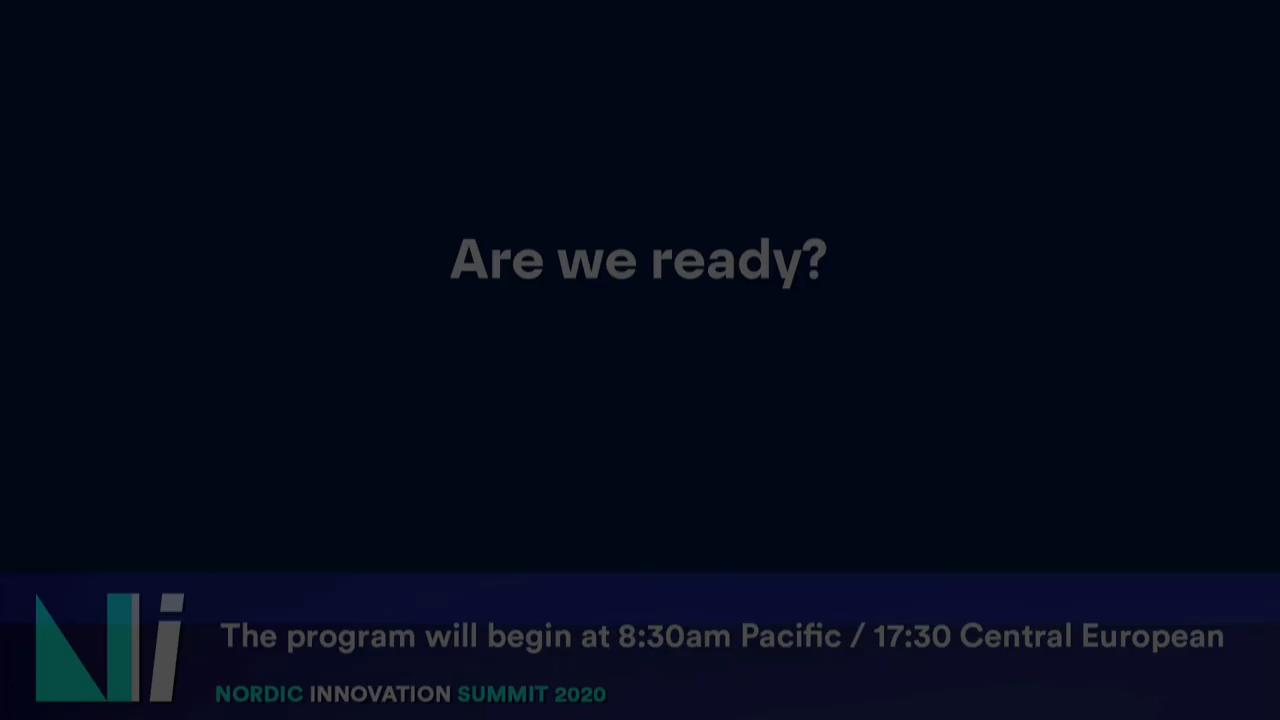 Are we ready?
Ni
The program will begin at 8:30am Pacific / 17:30 Central European
NORDIC INNOVATION SUMMIT 2020